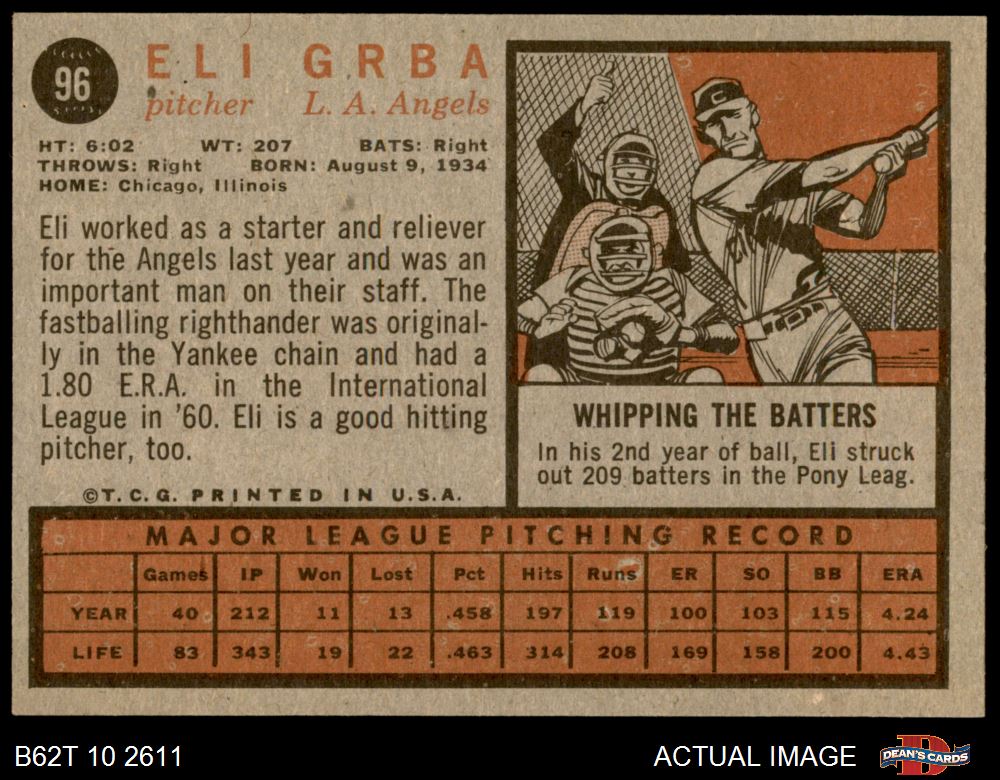 96
ELI GRBA
pitcher L. A. Angels
HT: 6:02 WT: 207 BATS: Right
THROWS: Right BORN: August 9, 1934
HOME: Chicago, Illinois
Eli worked as a starter and reliever
for the Angels last year and was an
important man on their staff. The
fastballing righthander was original-
ly in the Yankee chain and had a
1.80 E.R.A. in the International
League in '60. Eli is a good hitting
pitcher, too.
©T.C.G. PRINTED IN U.S.A.
C
WHIPPING THE BATTERS
In his 2nd year of ball, Eli struck
out 209 batters in the Pony Leag.
MAJOR LEAGUE PITCHING RECORD
Games IP Won Lost Pct Hits Runs ER SO BB ERA
YEAR 40 212 11 13 .458 197 119 100 103 115 4.24
LIFE 83 343 19 22 .463 314 208 169 158 200 4.43
B62T 10 2611 ACTUAL IMAGE DEAN'S CARDS